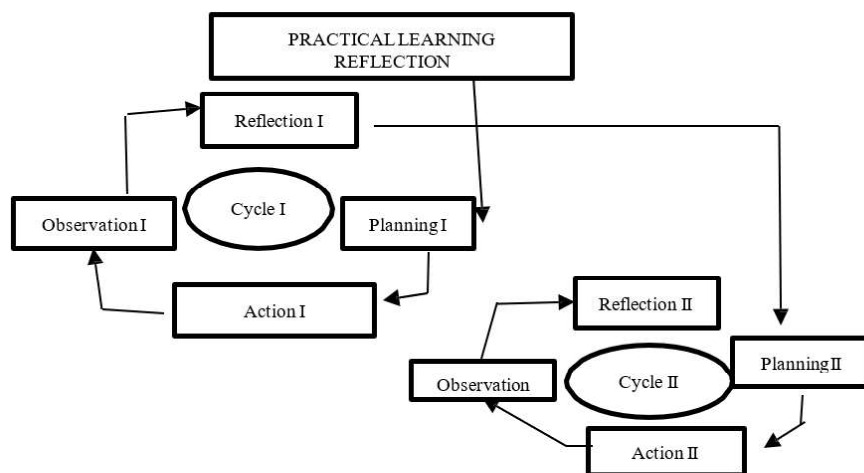 PRACTICAL LEARNING
REFLECTION
Reflection I
Observation I
Cycle I
Planning I
Action I
Reflection II
Planning II
Observation
Cycle II
Action II